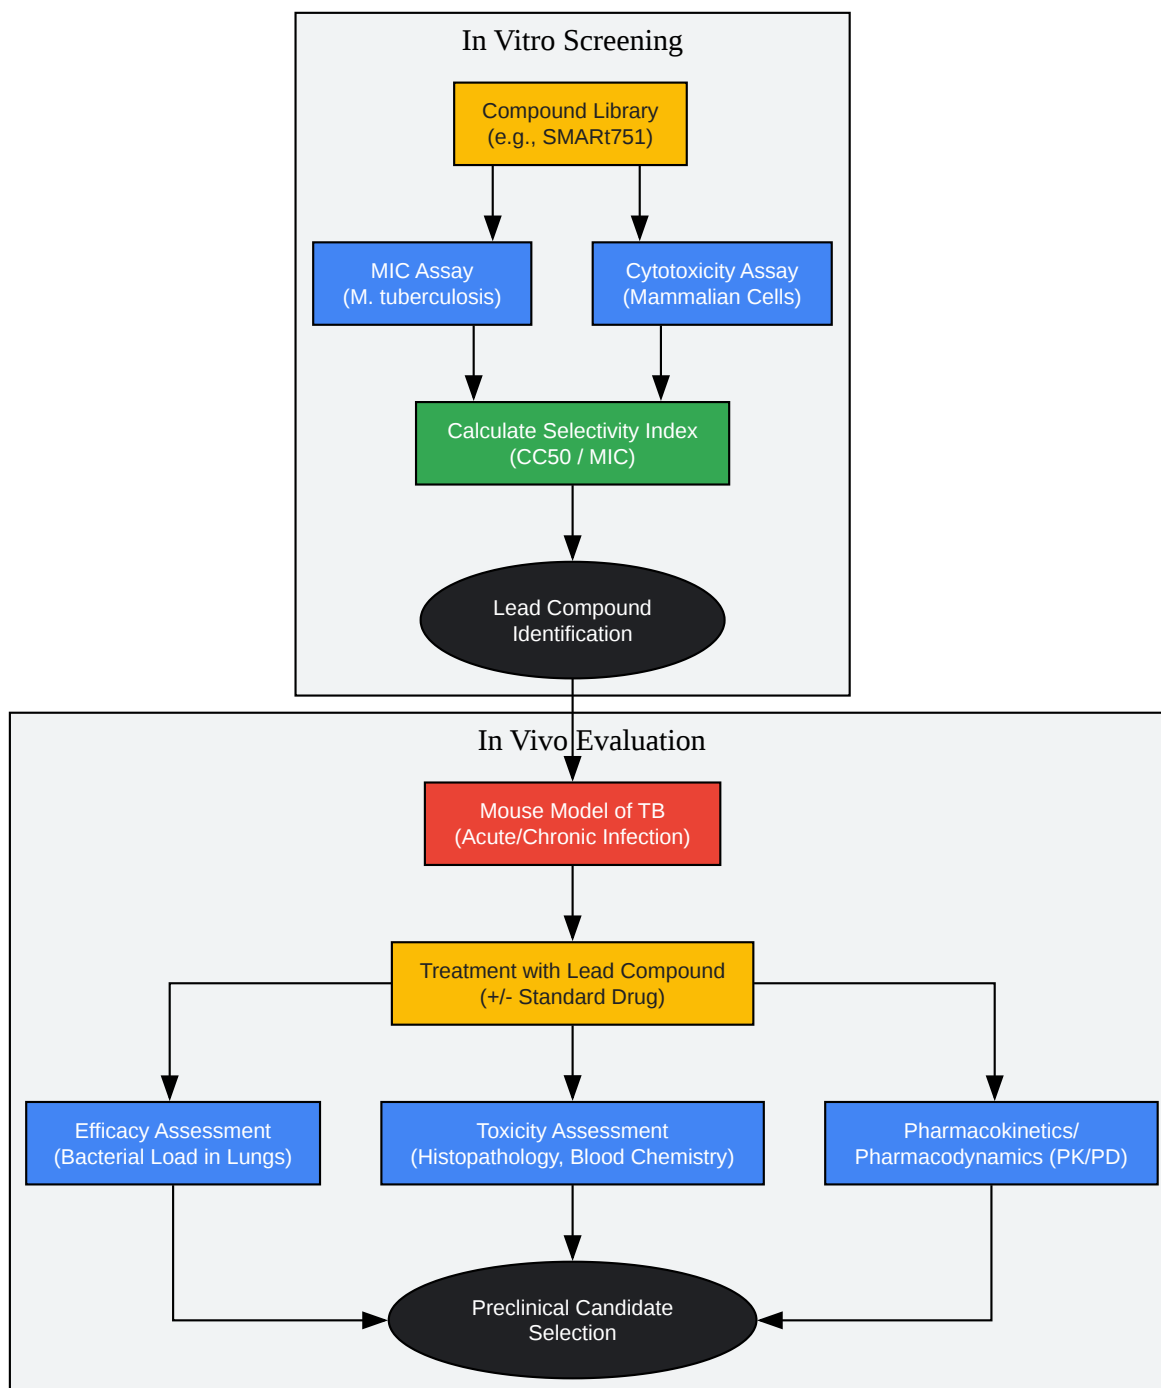 In Vitro Screening
Compound Library
(e.g., SMARt751)
MIC Assay
(M. tuberculosis)
Cytotoxicity Assay
(Mammalian Cells)
Calculate Selectivity Index
(CC50 / MIC)
Lead Compound
Identification
In Vivo Evaluation
Mouse Model of TB
(Acute/Chronic Infection)
Treatment with Lead Compound
(+/- Standard Drug)
Efficacy Assessment
(Bacterial Load in Lungs)
Toxicity Assessment
(Histopathology, Blood Chemistry)
Pharmacokinetics/
Pharmacodynamics (PK/PD)
Preclinical Candidate
Selection